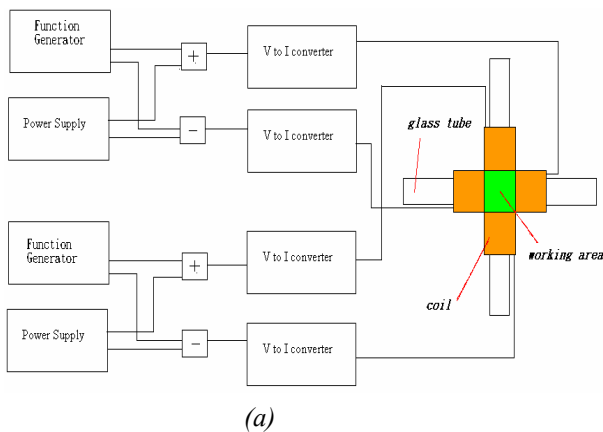 Function
Generator
+
V to I converter
Power Supply
-
V to I converter
glass tube
Function
Generator
+
V to I converter
working area
coil
Power Supply
-
V to I converter
(a)